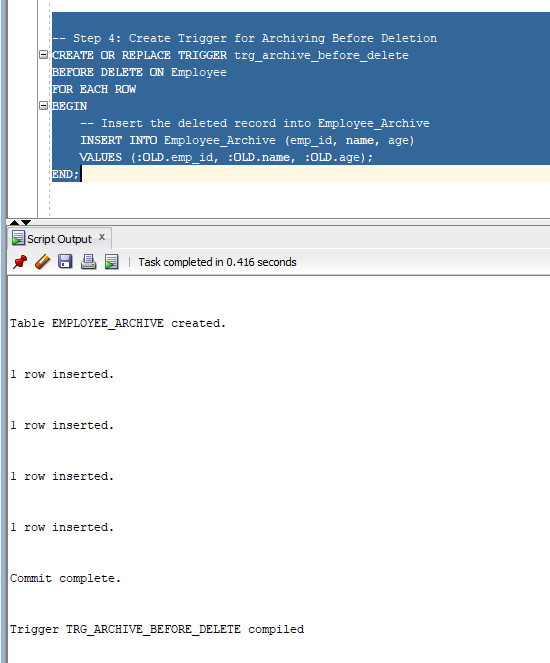 -- Step 4: Create Trigger for Archiving Before Deletion
CREATE OR REPLACE TRIGGER trg_archive_before_delete
BEFORE DELETE ON Employee
FOR EACH ROW
BEGIN
-- Insert the deleted record into Employee_Archive
INSERT INTO Employee_Archive (emp_id, name, age)
VALUES (:OLD.emp_id, :OLD.name, :OLD.age);
END;
Script Output x
Task completed in 0.416 seconds
Table EMPLOYEE_ARCHIVE created.
1 row inserted.
1 row inserted.
1 row inserted.
1 row inserted.
Commit complete.
Trigger TRG_ARCHIVE_BEFORE_DELETE compiled